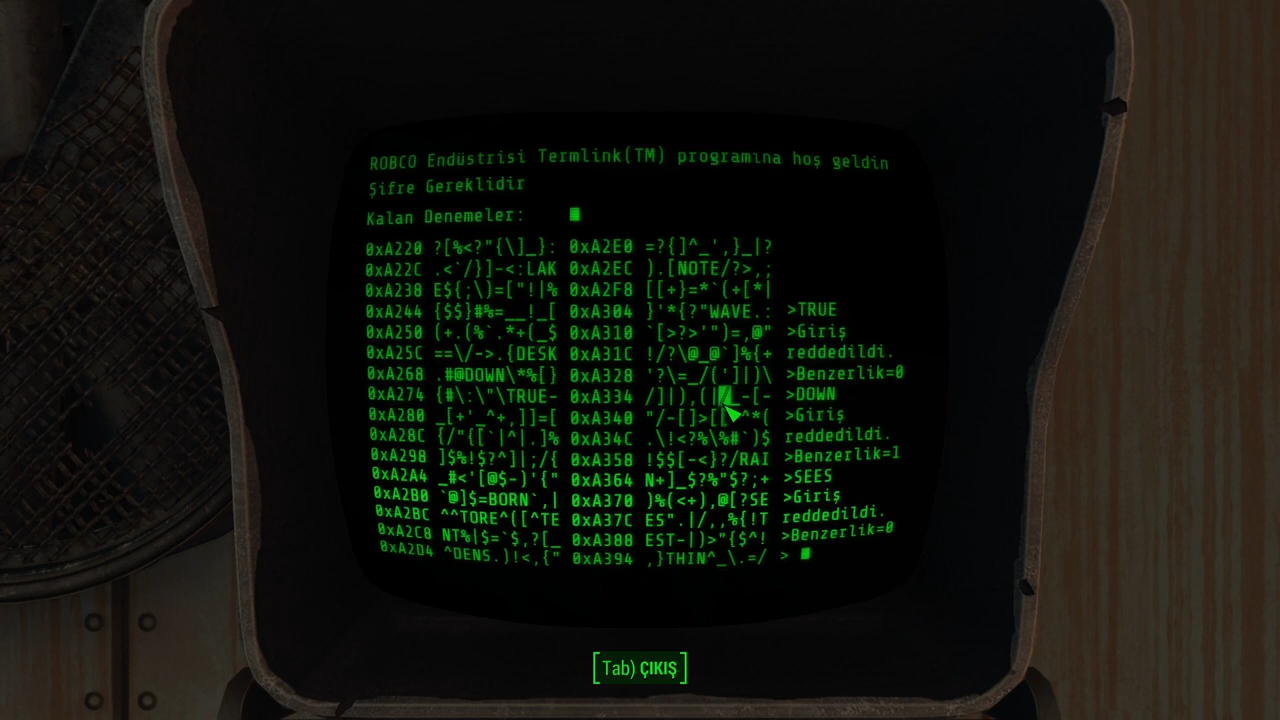 ROBCO Endüstrisi Termlink(TM) programına hoş geldin
Şifre Gereklidir
Kalan Denemeler: ■
0xA220 ?[%<?"{\]_}: 0xA2E0 =?{]^_',}_|?
0xA22C .<`/}]-<:LAK 0xA2EC ).[NOTE/?>,;
0xA238 E${;\)=["!|% 0xA2F8 [[+}=*`(+[*|
0xA244 {$$}#%=__!_[ 0xA304 }'*{?"WAVE.: >TRUE
0xA250 (+.(%`.*+(_$ 0xA310 `[>?>'")=,@" >Giriş
0xA25C ==\/->.{DESK 0xA31C !/?\@_@`]%{+ reddedildi.
0xA268 .#@DOWN\*%[} 0xA328 '?\=_/(']|)\ >Benzerlik=0
0xA274 {#\:\"\TRUE- 0xA334 /]|),(|/_-[- >DOWN
0xA280 _[+'_^+,]]=[ 0xA340 "/-[]>[[ ^*( >Giriş
0xA28C {/"{[`|^|.]% 0xA34C .\!<?%\%#`)$ reddedildi.
0xA298 ]$%!$?^]|;/{ 0xA358 !$$[-<}?/RAI >Benzerlik=1
0xA2A4 _#<'[@$-)'{" 0xA364 N+]_$?%"$?;+ >SEES
0xA2B0 `@]$=BORN`,| 0xA370 )%(<+),@[?SE >Giriş
0xA2BC ^^TORE^([^TE 0xA37C ES".|/,,%{!T reddedildi.
0xA2C8 NT%|$=`$,?[_ 0xA388 EST-|)>"{$^! >Benzerlik=0
0xA2D4 ^DENS.)!<,{" 0xA394 ,}THIN^_\.=/ > ■
[Tab) ÇIKIŞ]